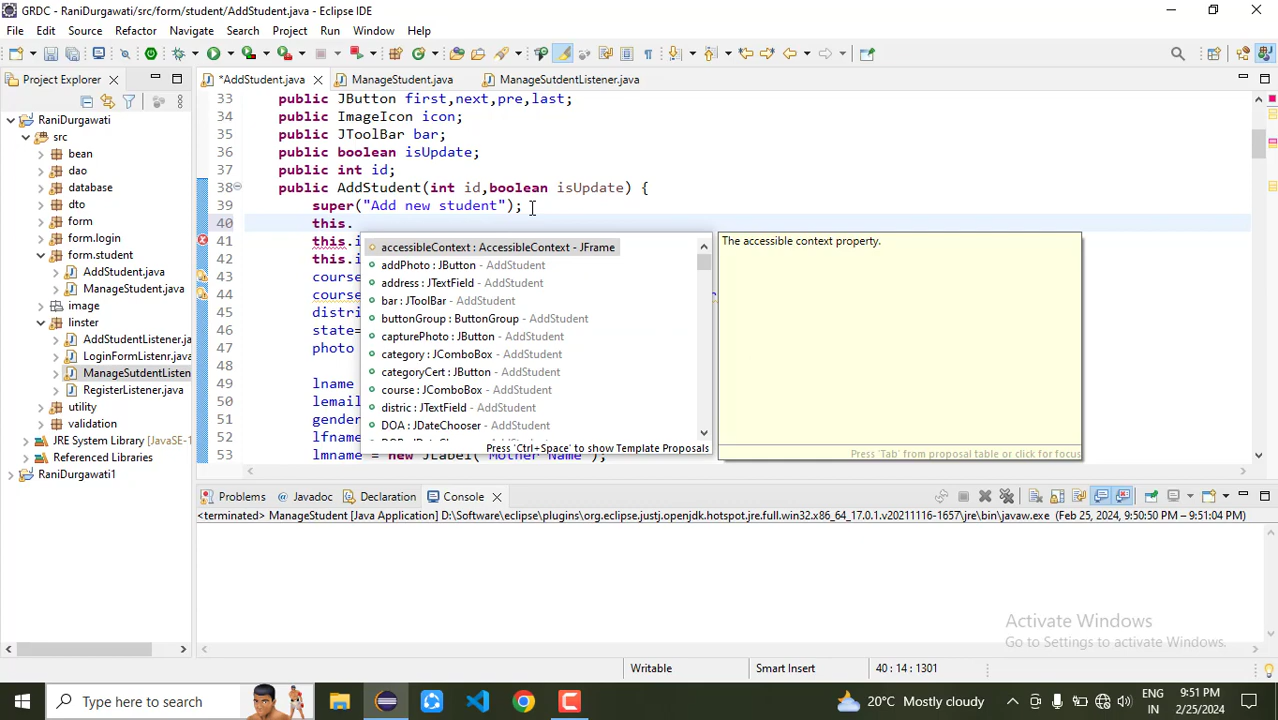 GRDC - RaniDurgawati/src/form/student/AddStudent.java - Eclipse IDE
File Edit Source Refactor Navigate Search Project Run Window Help
Project Explorer
*AddStudent.java ManageStudent.java ManageSutdentListener.java
RaniDurgawati
src
bean
dao
database
dto
form
form.login
form.student
AddStudent.java
ManageStudent.java
image
linster
AddStudentListener.ja
LoginFormListenr.java
ManageSutdentListen
RegisterListener.java
utility
validation
JRE System Library [JavaSE-1
Referenced Libraries
RaniDurgawati1
33 public JButton first,next,pre,last;
34 public ImageIcon icon;
35 public JToolBar bar;
36 public boolean isUpdate;
37 public int id;
38 public AddStudent(int id,boolean isUpdate) {
39 super("Add new student");
40 this.
41 this.i
42 this.i
43 course
44 course
45 distri
46 state=
47 photo
48
49 lname
50 lemail
51 gender
52 lfname
53 lmname = new JLabel("Mother Name");
accessibleContext : AccessibleContext - JFrame
addPhoto : JButton - AddStudent
address : JTextField - AddStudent
bar : JToolBar - AddStudent
buttonGroup : ButtonGroup - AddStudent
capturePhoto : JButton - AddStudent
category : JComboBox - AddStudent
categoryCert : JButton - AddStudent
course : JComboBox - AddStudent
distric : JTextField - AddStudent
DOA : JDateChooser - AddStudent
Press 'Ctrl+Space' to show Template Proposals
The accessible context property.
Press 'Tab' from proposal table or click for focus
Problems Javadoc Declaration Console
<terminated> ManageStudent [Java Application] D:\Software\eclipse\plugins\org.eclipse.justj.openjdk.hotspot.jre.full.win32.x86_64_17.0.1.v20211116-1657\jre\bin\javaw.exe (Feb 25, 2024, 9:50:50 PM – 9:51:04 PM)
Activate Windows
Go to Settings to activate Windows.
Writable Smart Insert 40 : 14 : 1301
Type here to search
20°C Mostly cloudy
ENG
IN
9:51 PM
2/25/2024